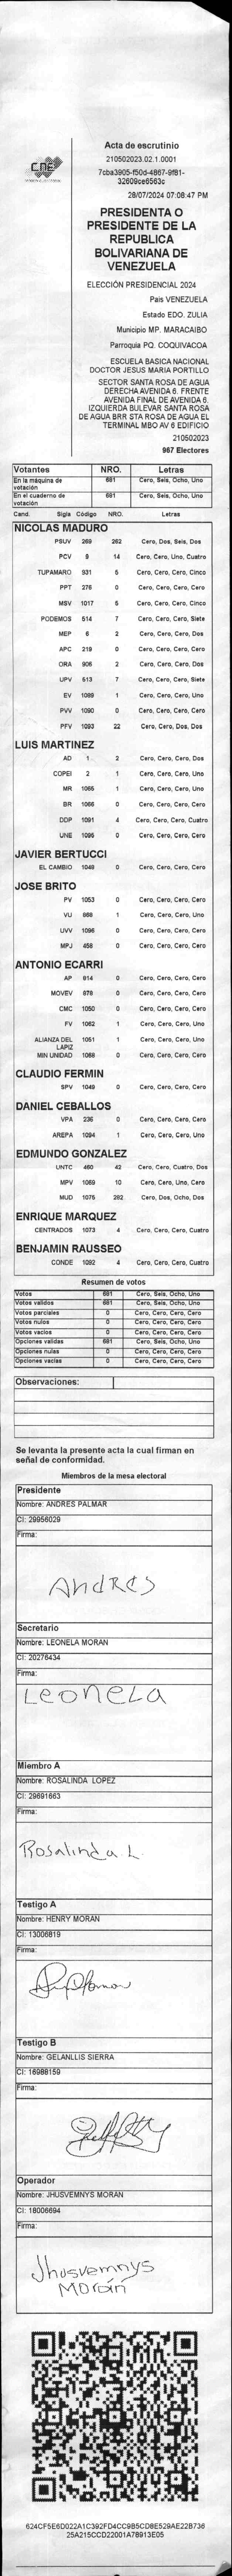 CNE
Acta de escrutinio
210502023.02.1.0001
7cba3905-f50d-4867-9f81-
32609ce6563c
28/07/2024 07:08:47 PM
PRESIDENTA O
PRESIDENTE DE LA
REPUBLICA
BOLIVARIANA DE
VENEZUELA
ELECCIÓN PRESIDENCIAL 2024
Pais VENEZUELA
Estado EDO. ZULIA
Municipio MP. MARACAIBO
Parroquia PQ. COQUIVACOA
ESCUELA BASICA NACIONAL
DOCTOR JESUS MARIA PORTILLO
SECTOR SANTA ROSA DE AGUA
DERECHA AVENIDA 6. FRENTE
AVENIDA FINAL DE AVENIDA 6.
IZQUIERDA BULEVAR SANTA ROSA
DE AGUA BRR STA ROSA DE AGUA EL
TERMINAL MBO AV 6 EDIFICIO
210502023
967 Electores
Votantes NRO. Letras
En la máquina de votación 681 Cero, Seis, Ocho, Uno
En el cuaderno de votación 681 Cero, Seis, Ocho, Uno
Cand. Sigla Código NRO. Letras
NICOLAS MADURO
PSUV 269 262 Cero, Dos, Seis, Dos
PCV 9 14 Cero, Cero, Uno, Cuatro
TUPAMARO 931 5 Cero, Cero, Cero, Cinco
PPT 276 0 Cero, Cero, Cero, Cero
MSV 1017 5 Cero, Cero, Cero, Cinco
PODEMOS 514 7 Cero, Cero, Cero, Siete
MEP 6 2 Cero, Cero, Cero, Dos
APC 219 0 Cero, Cero, Cero, Cero
ORA 906 2 Cero, Cero, Cero, Dos
UPV 613 7 Cero, Cero, Cero, Siete
EV 1089 1 Cero, Cero, Cero, Uno
PVV 1090 0 Cero, Cero, Cero, Cero
PFV 1093 22 Cero, Cero, Dos, Dos
LUIS MARTINEZ
AD 1 2 Cero, Cero, Cero, Dos
COPEI 2 1 Cero, Cero, Cero, Uno
MR 1065 1 Cero, Cero, Cero, Uno
BR 1066 0 Cero, Cero, Cero, Cero
DDP 1091 4 Cero, Cero, Cero, Cuatro
UNE 1095 0 Cero, Cero, Cero, Cero
JAVIER BERTUCCI
EL CAMBIO 1048 0 Cero, Cero, Cero, Cero
JOSE BRITO
PV 1053 0 Cero, Cero, Cero, Cero
VU 868 1 Cero, Cero, Cero, Uno
UVV 1096 0 Cero, Cero, Cero, Cero
MPJ 458 0 Cero, Cero, Cero, Cero
ANTONIO ECARRI
AP 814 0 Cero, Cero, Cero, Cero
MOVEV 878 0 Cero, Cero, Cero, Cero
CMC 1050 0 Cero, Cero, Cero, Cero
FV 1062 1 Cero, Cero, Cero, Uno
ALIANZA DEL LAPIZ 1051 1 Cero, Cero, Cero, Uno
MIN UNIDAD 1068 0 Cero, Cero, Cero, Cero
CLAUDIO FERMIN
SPV 1049 0 Cero, Cero, Cero, Cero
DANIEL CEBALLOS
VPA 236 0 Cero, Cero, Cero, Cero
AREPA 1094 1 Cero, Cero, Cero, Uno
EDMUNDO GONZALEZ
UNTC 480 42 Cero, Cero, Cuatro, Dos
MPV 1069 10 Cero, Cero, Uno, Cero
MUD 1075 282 Cero, Dos, Ocho, Dos
ENRIQUE MARQUEZ
CENTRADOS 1073 4 Cero, Cero, Cero, Cuatro
BENJAMIN RAUSSEO
CONDE 1092 4 Cero, Cero, Cero, Cuatro
Resumen de votos
Votos 681 Cero, Seis, Ocho, Uno
Votos validos 681 Cero, Seis, Ocho, Uno
Votos parciales 0 Cero, Cero, Cero, Cero
Votos nulos 0 Cero, Cero, Cero, Cero
Votos vacios 0 Cero, Cero, Cero, Cero
Opciones validas 681 Cero, Seis, Ocho, Uno
Opciones nulas 0 Cero, Cero, Cero, Cero
Opciones vacias 0 Cero, Cero, Cero, Cero
Observaciones:
Se levanta la presente acta la cual firman en
señal de conformidad.
Miembros de la mesa electoral
Presidente
Nombre: ANDRES PALMAR
CI: 29956029
Firma:
Andres
Secretario
Nombre: LEONELA MORAN
CI: 20276434
Firma:
Leonela
Miembro A
Nombre: ROSALINDA LOPEZ
CI: 29691663
Firma:
Rosalinda L
Testigo A
Nombre: HENRY MORAN
CI: 13006819
Firma:
Testigo B
Nombre: GELANLLIS SIERRA
CI: 16988159
Firma:
Operador
Nombre: JHUSVEMNYS MORAN
CI: 18006694
Firma:
Jhusvemnys
Morán
624CF5E6D022A1C392FD4CC9B5CD8E529AE22B736
25A215CCD22001A78913E05